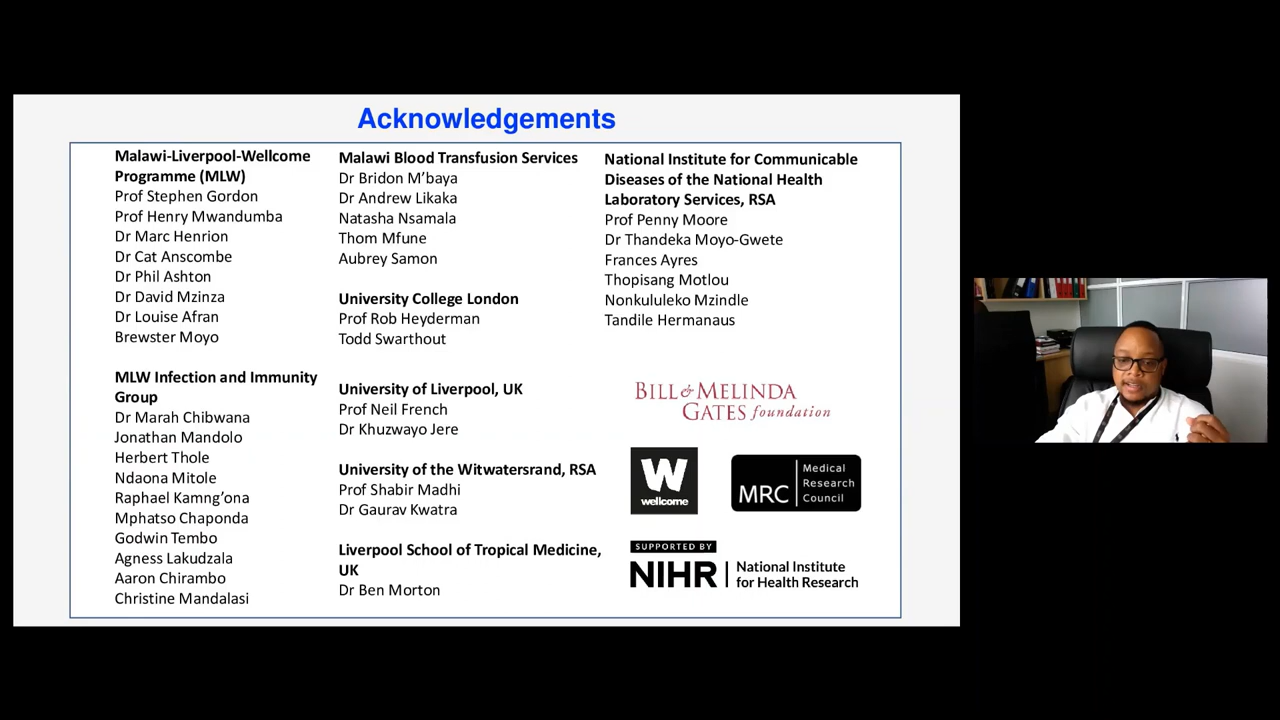 Acknowledgements
Malawi-Liverpool-Wellcome
Programme (MLW)
Prof Stephen Gordon
Prof Henry Mwandumba
Dr Marc Henrion
Dr Cat Anscombe
Dr Phil Ashton
Dr David Mzinza
Dr Louise Afran
Brewster Moyo
MLW Infection and Immunity
Group
Dr Marah Chibwana
Jonathan Mandolo
Herbert Thole
Ndaona Mitole
Raphael Kamng’ona
Mphatso Chaponda
Godwin Tembo
Agness Lakudzala
Aaron Chirambo
Christine Mandalasi
Malawi Blood Transfusion Services
Dr Bridon M’baya
Dr Andrew Likaka
Natasha Nsamala
Thom Mfune
Aubrey Samon
University College London
Prof Rob Heyderman
Todd Swarthout
University of Liverpool, UK
Prof Neil French
Dr Khuzwayo Jere
University of the Witwatersrand, RSA
Prof Shabir Madhi
Dr Gaurav Kwatra
Liverpool School of Tropical Medicine,
UK
Dr Ben Morton
National Institute for Communicable
Diseases of the National Health
Laboratory Services, RSA
Prof Penny Moore
Dr Thandeka Moyo-Gwete
Frances Ayres
Thopisang Motlou
Nonkululeko Mzindle
Tandile Hermanaus
BILL & MELINDA
GATES foundation
W
wellcome
MRC
Medical
Research
Council
SUPPORTED BY
NIHR
National Institute
for Health Research